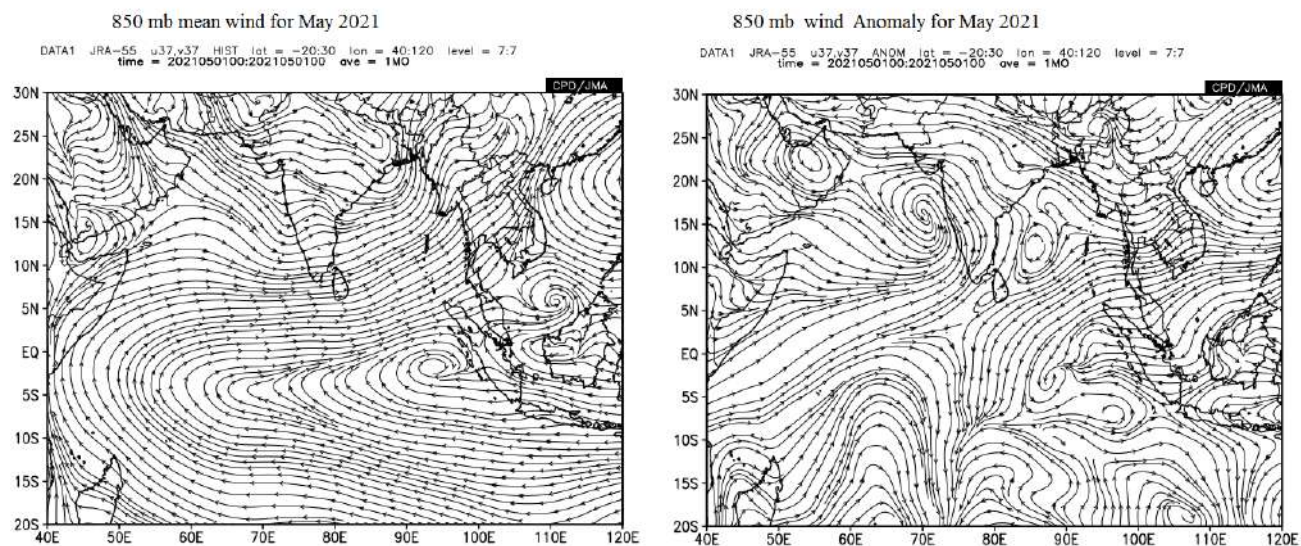 850 mb mean wind for May 2021
DATA1 JRA-55 u37,v37 HIST lat = -20:30 lon = 40:120 level = 7:7
time = 2021050100:2021050100 ave = 1MO
CPD/JMA
30N
25N
20N
15N
10N
5N
EQ
5S
10S
15S
20S
40E 50E 60E 70E 80E 90E 100E 110E 120E
850 mb wind Anomaly for May 2021
DATA1 JRA-55 u37,v37 ANOM lat = -20:30 lon = 40:120 level = 7:7
time = 2021050100:2021050100 ave = 1MO
CPD/JMA
30N
25N
20N
15N
10N
5N
EQ
5S
10S
15S
20S
40E 50E 60E 70E 80E 90E 100E 110E 120E